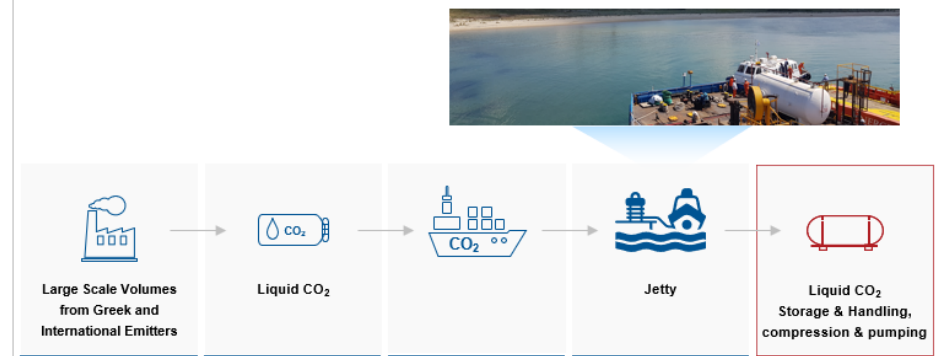 CO₂
CO₂
Large Scale Volumes
from Greek and
International Emitters
Liquid CO₂
Jetty
Liquid CO₂
Storage & Handling,
compression & pumping